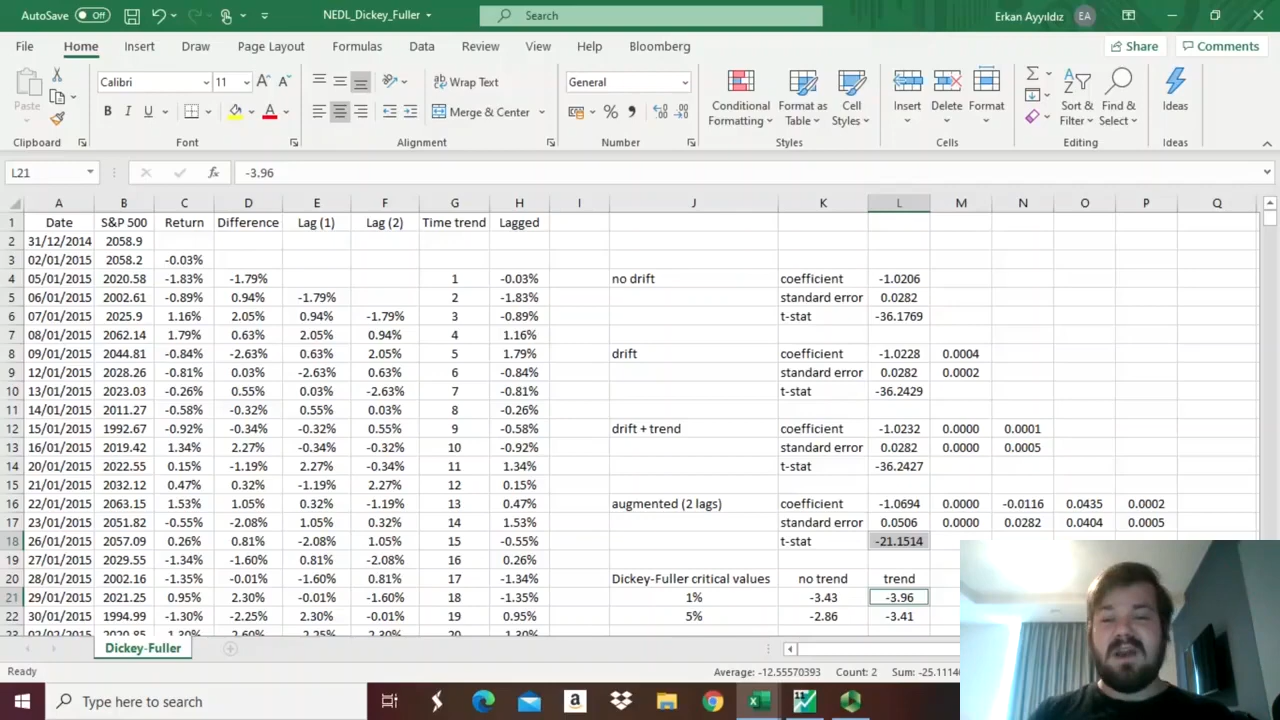 AutoSave Off NEDL_Dickey_Fuller Search Erkan Ayyıldız EA
File Home Insert Draw Page Layout Formulas Data Review View Help Bloomberg Share Comments
Calibri 11 Wrap Text General
Paste B I U Merge & Center Conditional Formatting Format as Table Cell Styles Insert Delete Format Sort & Filter Find & Select Ideas
Clipboard Font Alignment Number Styles Cells Editing Ideas
L21 fx -3.96
A B C D E F G H I J K L M N O P Q
1 Date S&P 500 Return Difference Lag (1) Lag (2) Time trend Lagged
2 31/12/2014 2058.9
3 02/01/2015 2058.2 -0.03%
4 05/01/2015 2020.58 -1.83% -1.79% 1 -0.03% no drift coefficient -1.0206
5 06/01/2015 2002.61 -0.89% 0.94% -1.79% 2 -1.83% standard error 0.0282
6 07/01/2015 2025.9 1.16% 2.05% 0.94% -1.79% 3 -0.89% t-stat -36.1769
7 08/01/2015 2062.14 1.79% 0.63% 2.05% 0.94% 4 1.16%
8 09/01/2015 2044.81 -0.84% -2.63% 0.63% 2.05% 5 1.79% drift coefficient -1.0228 0.0004
9 12/01/2015 2028.26 -0.81% 0.03% -2.63% 0.63% 6 -0.84% standard error 0.0282 0.0002
10 13/01/2015 2023.03 -0.26% 0.55% 0.03% -2.63% 7 -0.81% t-stat -36.2429
11 14/01/2015 2011.27 -0.58% -0.32% 0.55% 0.03% 8 -0.26%
12 15/01/2015 1992.67 -0.92% -0.34% -0.32% 0.55% 9 -0.58% drift + trend coefficient -1.0232 0.0000 0.0001
13 16/01/2015 2019.42 1.34% 2.27% -0.34% -0.32% 10 -0.92% standard error 0.0282 0.0000 0.0005
14 20/01/2015 2022.55 0.15% -1.19% 2.27% -0.34% 11 1.34% t-stat -36.2427
15 21/01/2015 2032.12 0.47% 0.32% -1.19% 2.27% 12 0.15%
16 22/01/2015 2063.15 1.53% 1.05% 0.32% -1.19% 13 0.47% augmented (2 lags) coefficient -1.0694 0.0000 -0.0116 0.0435 0.0002
17 23/01/2015 2051.82 -0.55% -2.08% 1.05% 0.32% 14 1.53% standard error 0.0506 0.0000 0.0282 0.0404 0.0005
18 26/01/2015 2057.09 0.26% 0.81% -2.08% 1.05% 15 -0.55% t-stat -21.1514
19 27/01/2015 2029.55 -1.34% -1.60% 0.81% -2.08% 16 0.26%
20 28/01/2015 2002.16 -1.35% -0.01% -1.60% 0.81% 17 -1.34% Dickey-Fuller critical values no trend trend
21 29/01/2015 2021.25 0.95% 2.30% -0.01% -1.60% 18 -1.35% 1% -3.43 -3.96
22 30/01/2015 1994.99 -1.30% -2.25% 2.30% -0.01% 19 0.95% 5% -2.86 -3.41
Dickey-Fuller
Ready Average: -12.55570393 Count: 2
Type here to search